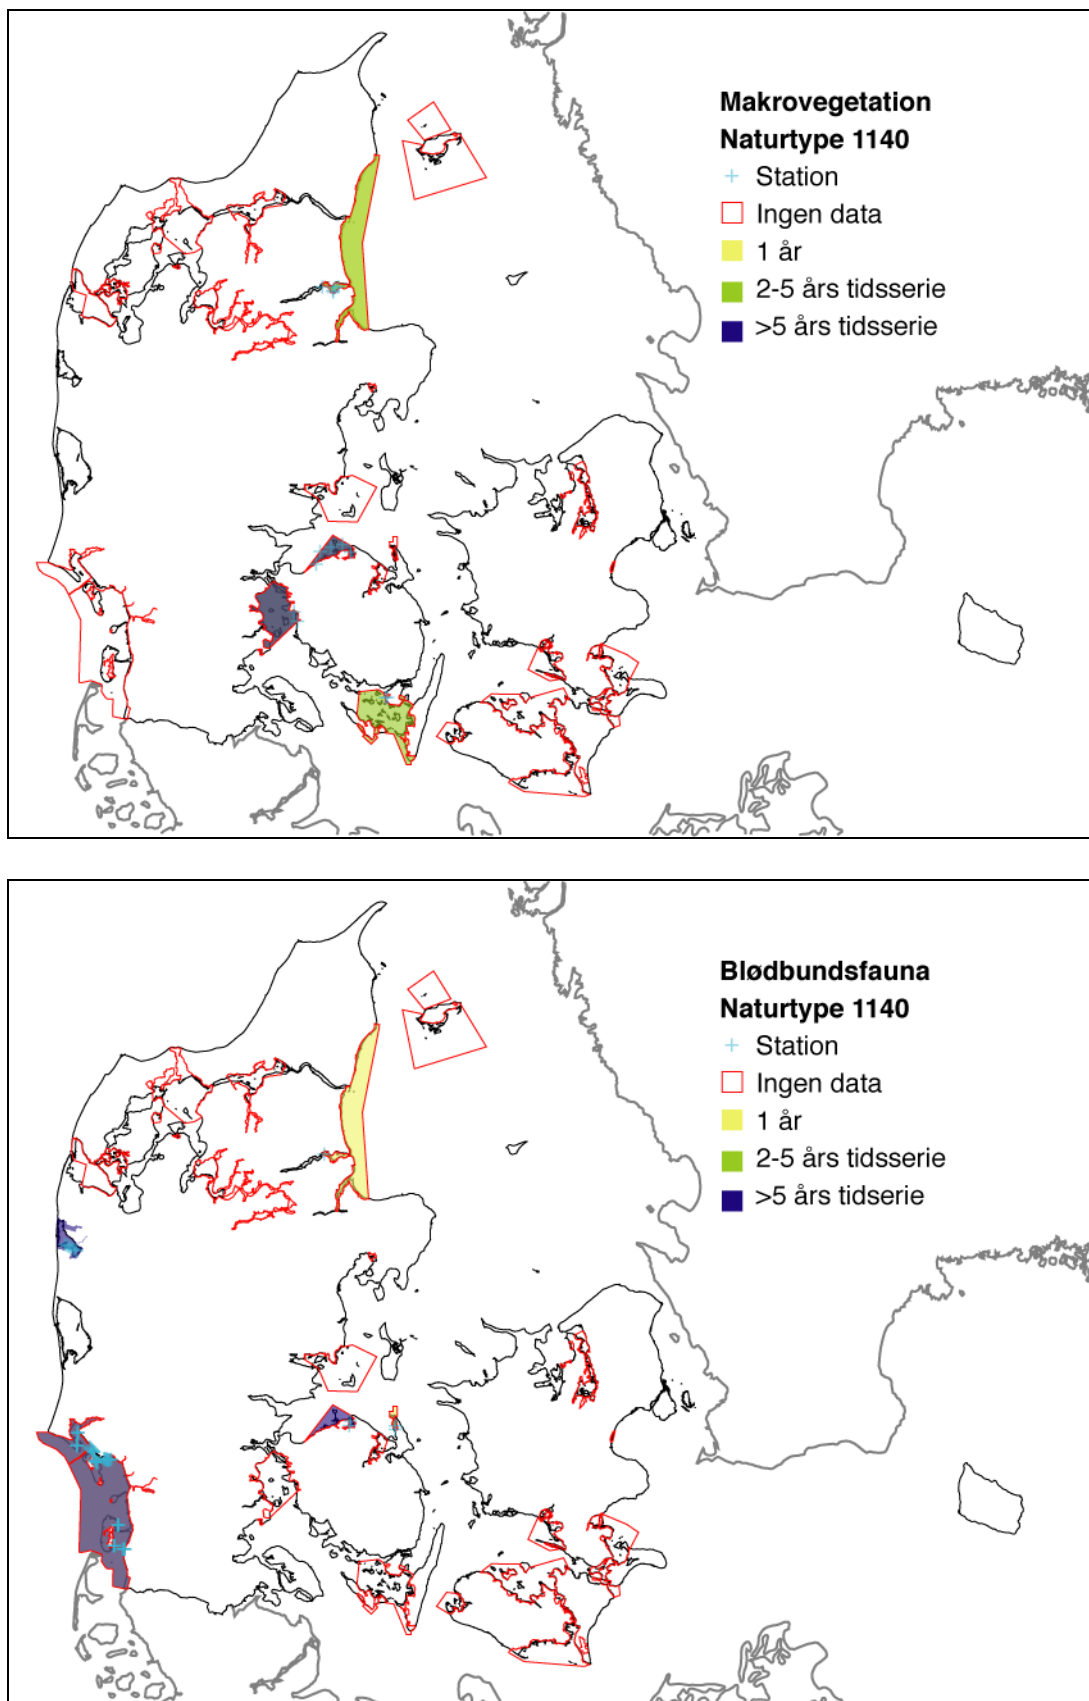 Makrovegetation
Naturtype 1140
Station
Ingen data
1 år
2-5 års tidsserie
>5 års tidsserie
Blødbundsfauna
Naturtype 1140
Station
Ingen data
1 år
2-5 års tidsserie
>5 års tidserie